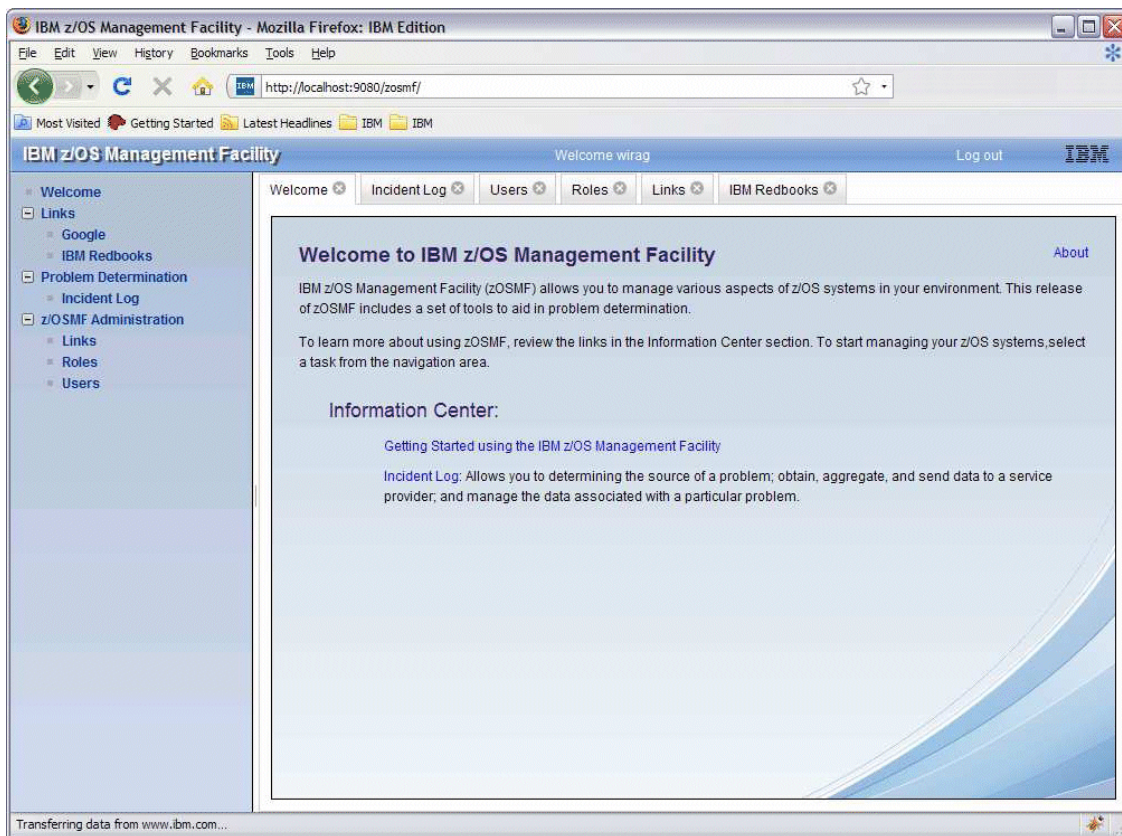 IBM z/OS Management Facility - Mozilla Firefox: IBM Edition
File Edit View History Bookmarks Tools Help
IBM http://localhost:9080/zosmf/
Most Visited Getting Started Latest Headlines IBM IBM
IBM z/OS Management Facility Welcome wirag Log out IBM
Welcome
Links
Google
IBM Redbooks
Problem Determination
Incident Log
z/OSMF Administration
Links
Roles
Users
Welcome Incident Log Users Roles Links IBM Redbooks
Welcome to IBM z/OS Management Facility About
IBM z/OS Management Facility (zOSMF) allows you to manage various aspects of z/OS systems in your environment. This release
of zOSMF includes a set of tools to aid in problem determination.
To learn more about using zOSMF, review the links in the Information Center section. To start managing your z/OS systems,select
a task from the navigation area.
Information Center:
Getting Started using the IBM z/OS Management Facility
Incident Log: Allows you to determining the source of a problem; obtain, aggregate, and send data to a service
provider; and manage the data associated with a particular problem.
Transferring data from www.ibm.com...